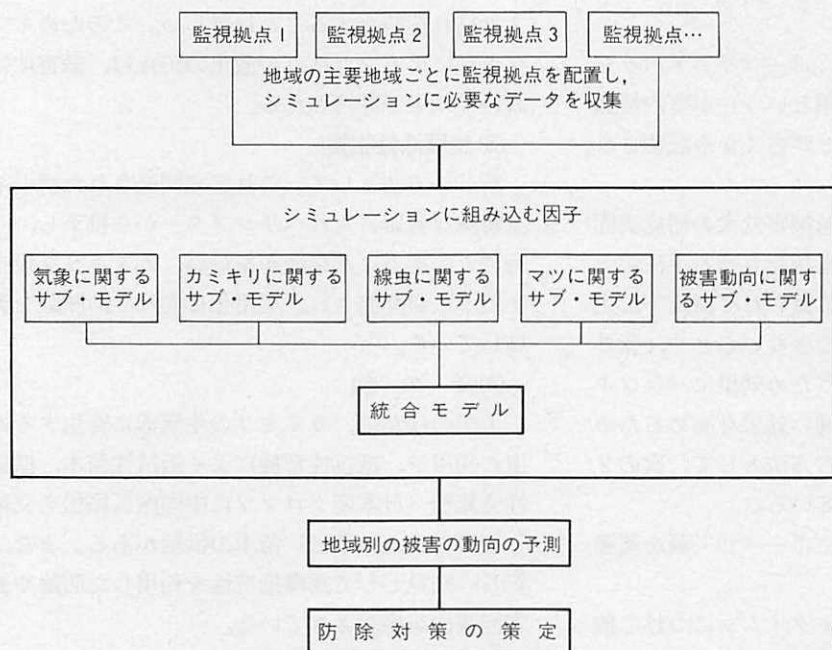 監視拠点1 監視拠点2 監視拠点3 監視拠点…
地域の主要地域ごとに監視拠点を配置し,
シミュレーションに必要なデータを収集
シミュレーションに組み込む因子
気象に関する
サブ・モデル
カミキリに関する
サブ・モデル
線虫に関する
サブ・モデル
マツに関する
サブ・モデル
被害動向に関す
るサブ・モデル
統合モデル
地域別の被害の動向の予測
防除対策の策定